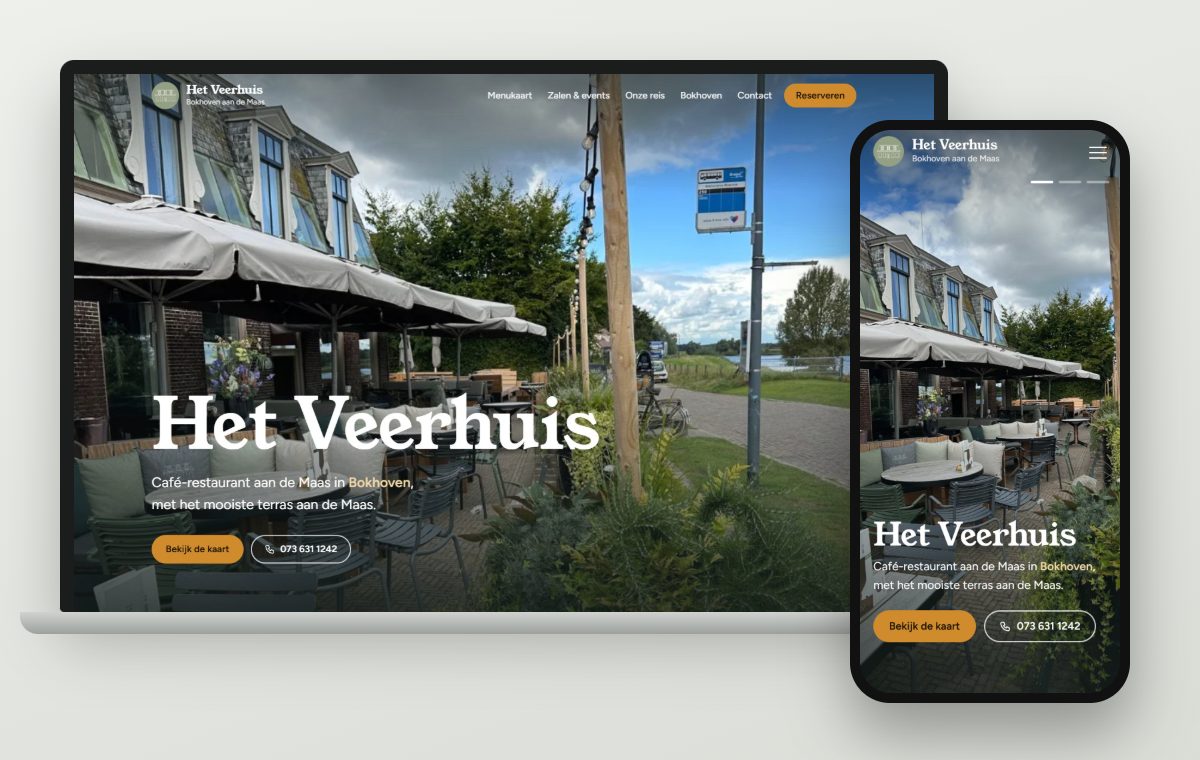 Het Veerhuis
Bokhoven aan de Maas
Menukaart
Zalen & events
Onze reis
Bokhoven
Contact
Reserveren
Het Veerhuis
Café-restaurant aan de Maas in Bokhoven,
met het mooiste terras aan de Maas.
Bekijk de kaart
073 631 1242
Het Veerhuis
Bokhoven aan de Maas
Het Veerhuis
Café-restaurant aan de Maas in Bokhoven,
met het mooiste terras aan de Maas.
Bekijk de kaart
073 631 1242